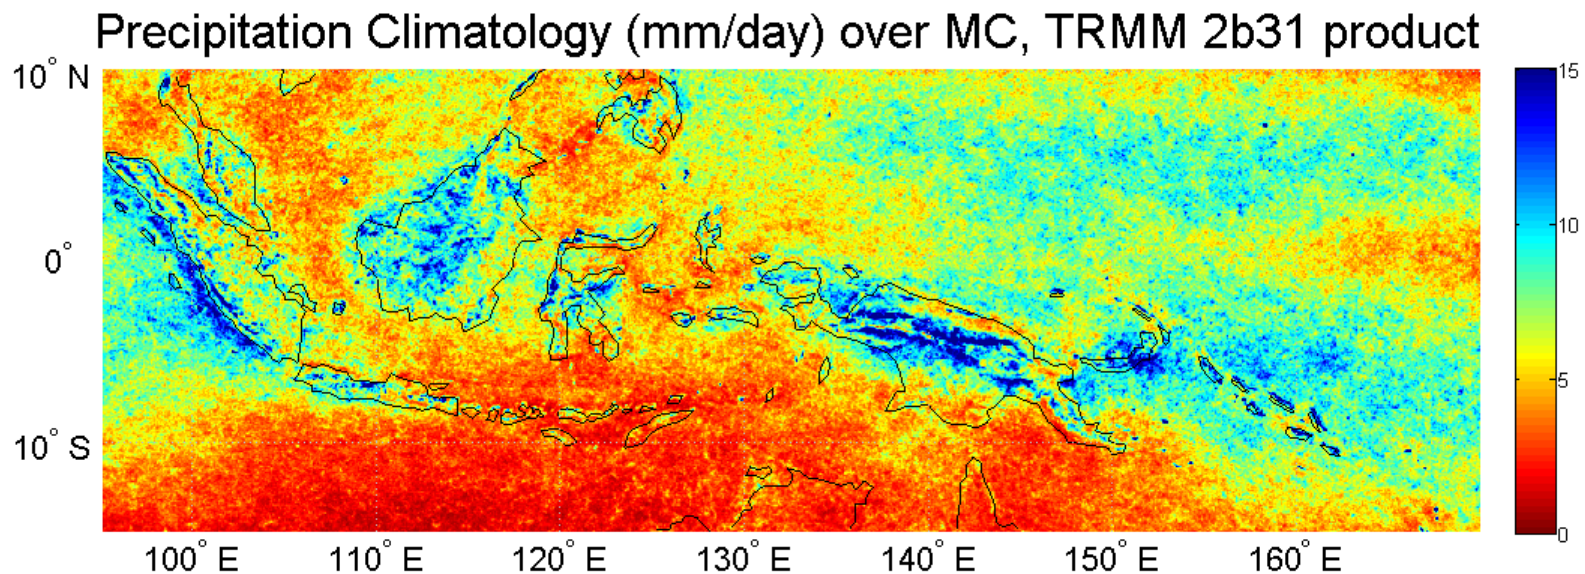 Precipitation Climatology (mm/day) over MC, TRMM 2b31 product
10° N
0°
10° S
100° E 110° E 120° E 130° E 140° E 150° E 160° E
15
10
5
0